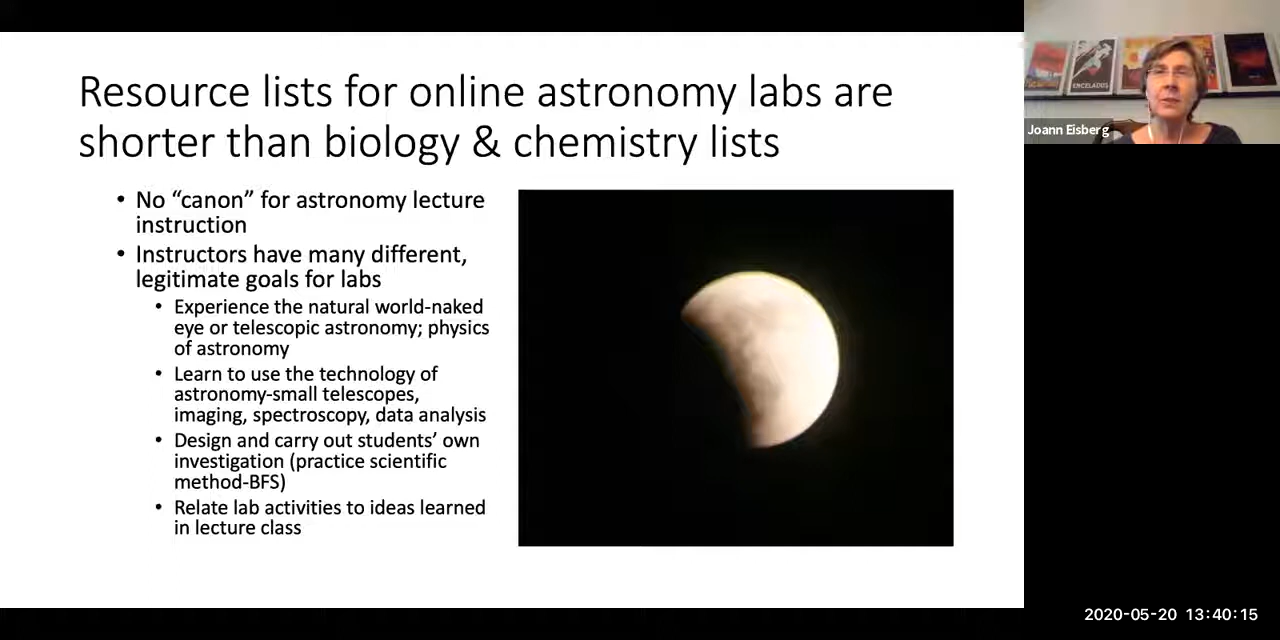 Resource lists for online astronomy labs are
shorter than biology & chemistry lists
• No “canon” for astronomy lecture
instruction
• Instructors have many different,
legitimate goals for labs
• Experience the natural world-naked
eye or telescopic astronomy; physics
of astronomy
• Learn to use the technology of
astronomy-small telescopes,
imaging, spectroscopy, data analysis
• Design and carry out students’ own
investigation (practice scientific
method-BFS)
• Relate lab activities to ideas learned
in lecture class
ENCELADUS
Joann Eisberg
2020-05-20 13:40:15